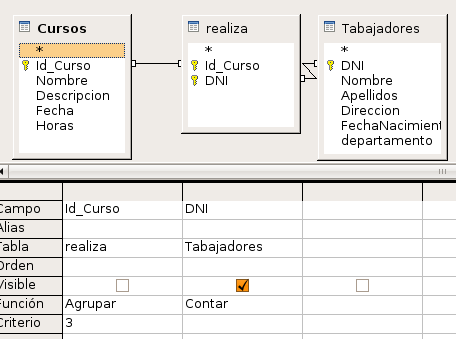 Cursos
*
Id_Curso
Nombre
Descripcion
Fecha
Horas
realiza
*
Id_Curso
DNI
Tabajadores
*
DNI
Nombre
Apellidos
Direccion
FechaNacimient
departamento
Campo Id_Curso DNI
Alias
Tabla realiza Tabajadores
Orden
Visible
Función Agrupar Contar
Criterio 3